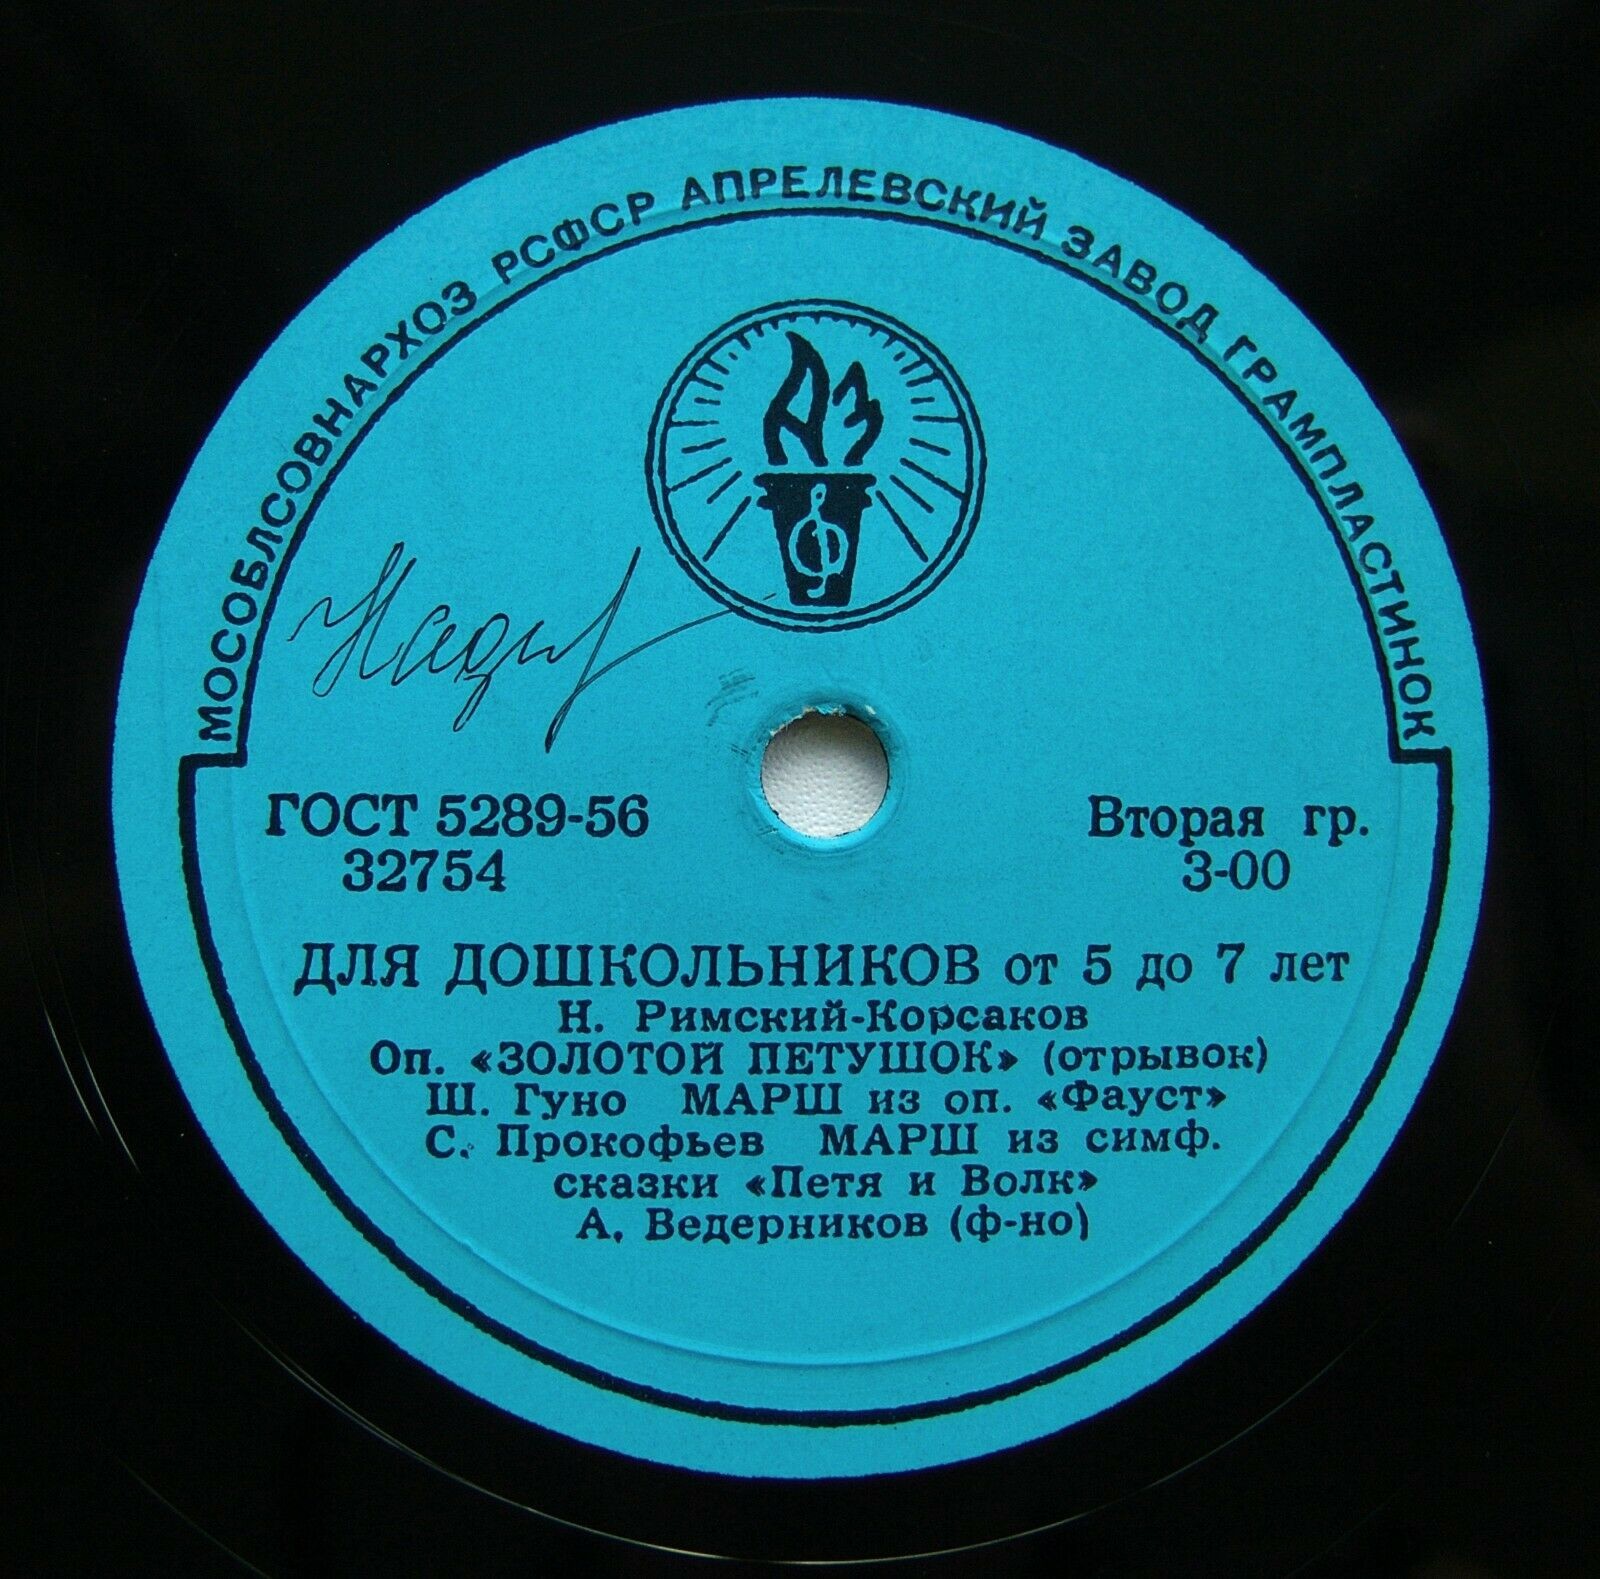 МОСОБЛСОВНАРХОЗ РСФСР АПРЕЛЕВСКИЙ ЗАВОД ГРАМПЛАСТИНОК
АЗ
ГОСТ 5289-56
Вторая гр.
32754
3-00
ДЛЯ ДОШКОЛЬНИКОВ от 5 до 7 лет
Н. Римский-Корсаков
Оп. «ЗОЛОТОЙ ПЕТУШОК» (отрывок)
Ш. Гуно МАРШ из оп. «Фауст»
С. Прокофьев МАРШ из симф.
сказки «Петя и Волк»
А. Ведерников (ф-но)